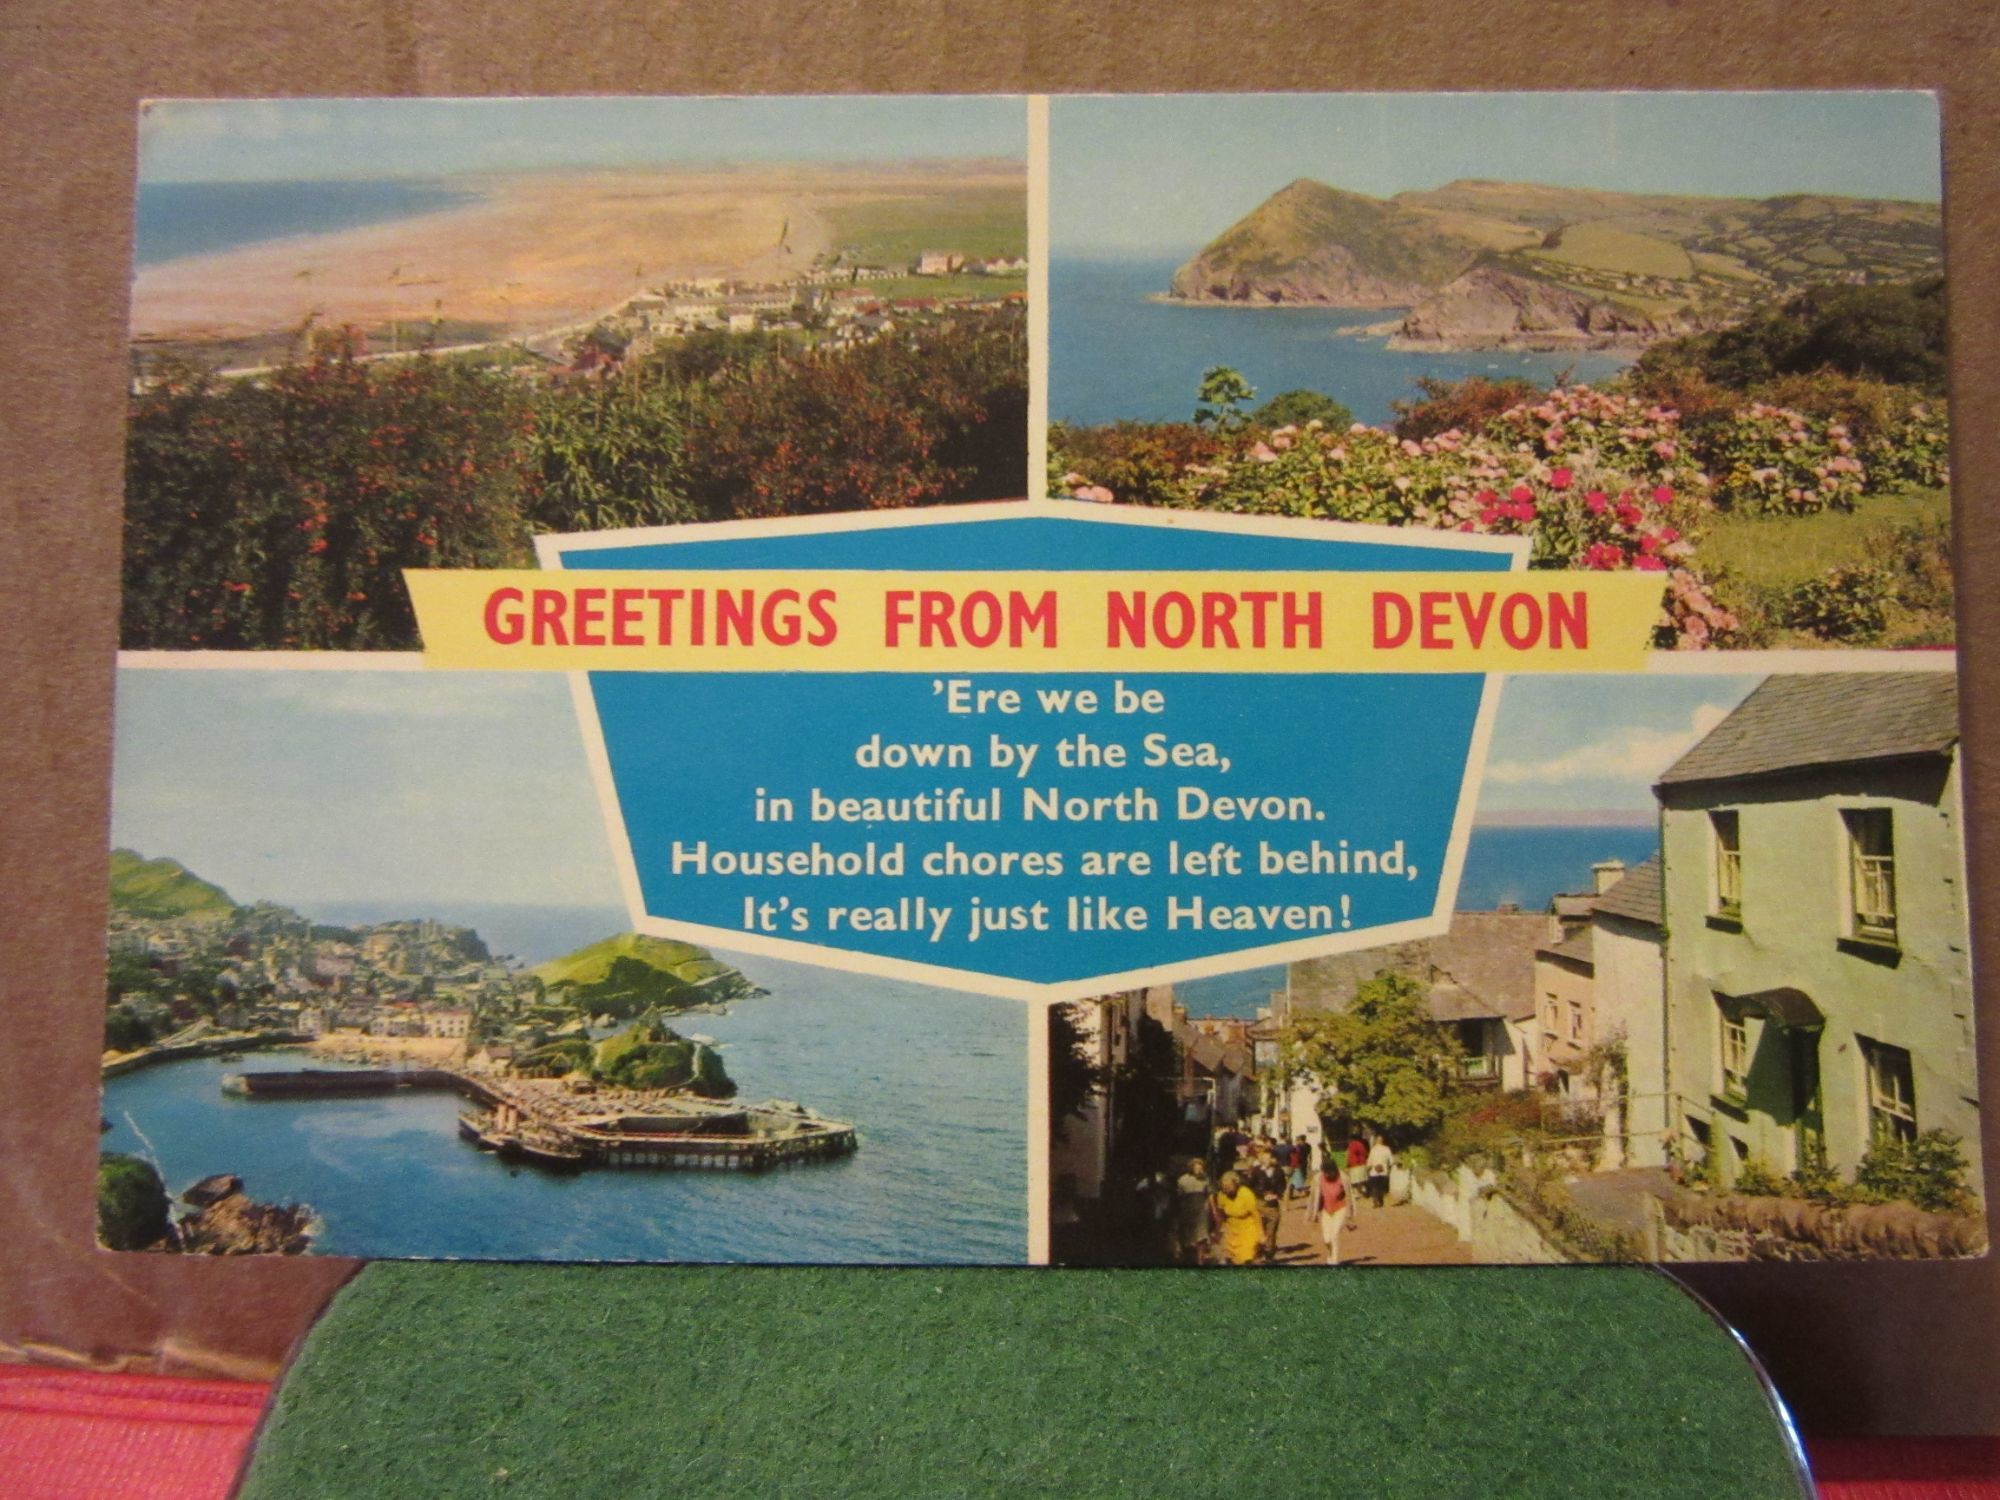 GREETINGS FROM NORTH DEVON
’Ere we be
down by the Sea,
in beautiful North Devon.
Household chores are left behind,
It’s really just like Heaven!